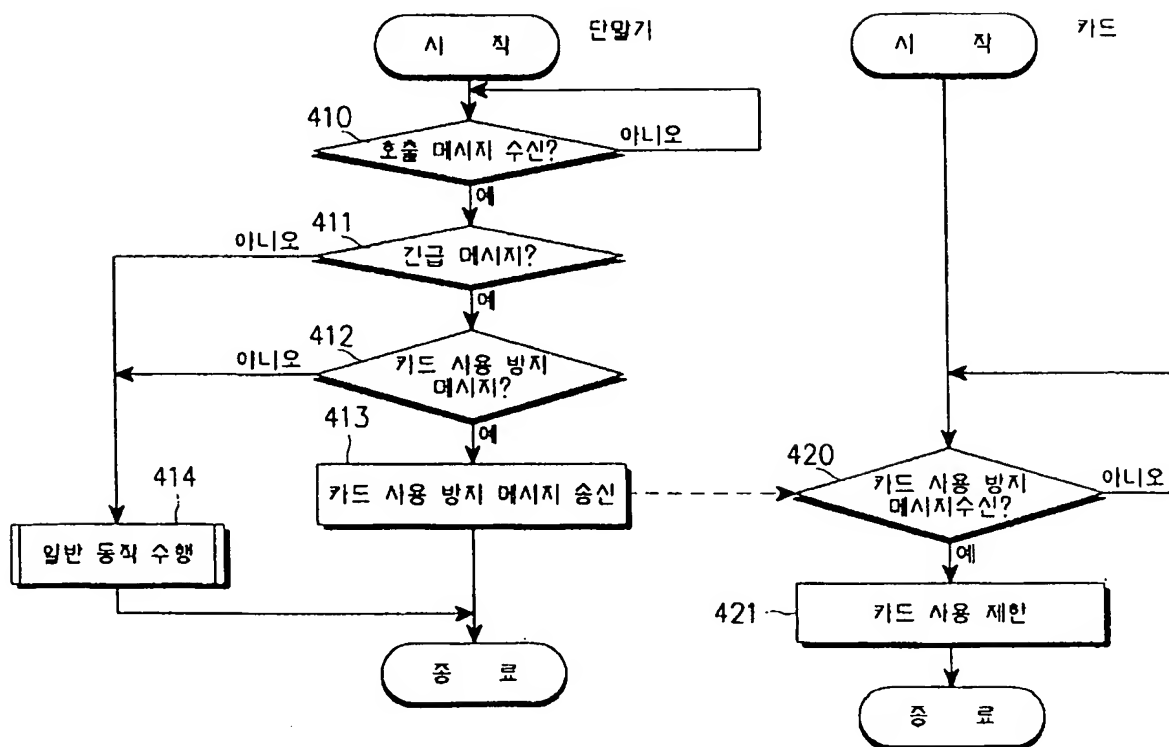 시 작
단말기
410
호출 메시지 수신?
아니오
예
411
긴급 메시지?
아니오
예
412
카드 사용 방지
메시지?
아니오
예
413
카드 사용 방지 메시지 송신
414
일반 동작 수행
종 료
시 작
카드
420
카드 사용 방지
메시지수신?
아니오
예
421
카드 사용 제한
종 료